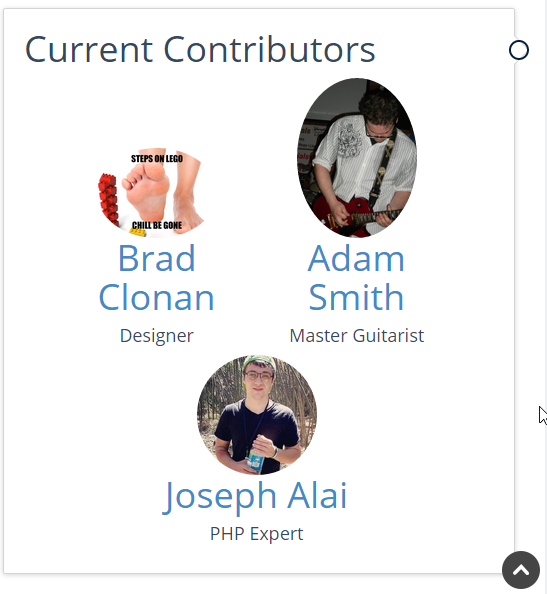 Current Contributors
STEPS ON LEGO
CHILL BE GONE
Brad
Clonan
Designer
Adam
Smith
Master Guitarist
Joseph Alai
PHP Expert